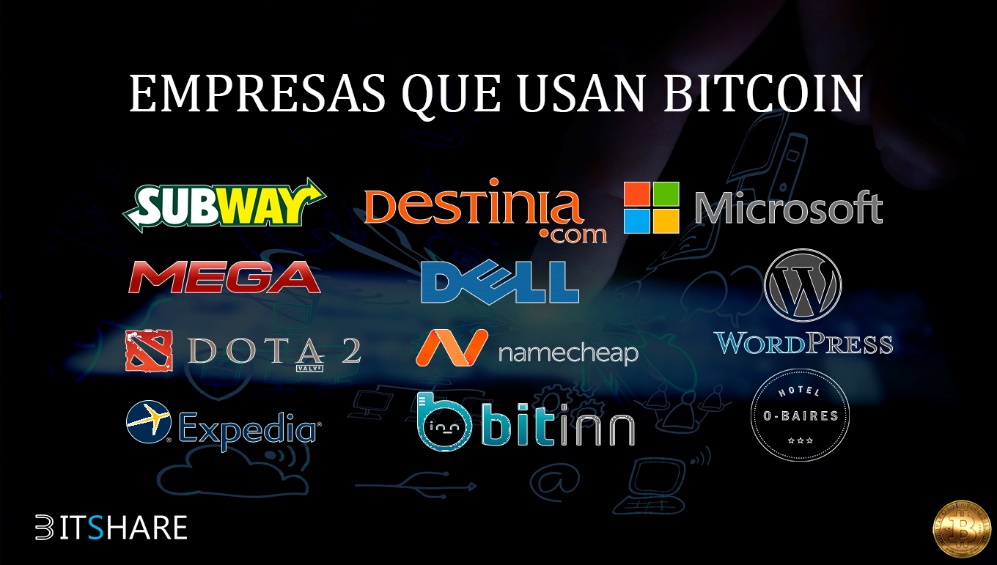 EMPRESAS QUE USAN BITCOIN
SUBWAY
DESTINIA
.com
Microsoft
MEGA
DELL
W
WORDPRESS
DOTA 2
VALVE
namecheap
HOTEL
O-BAIRES
Expedia
inn
bitinn
BITSHARE